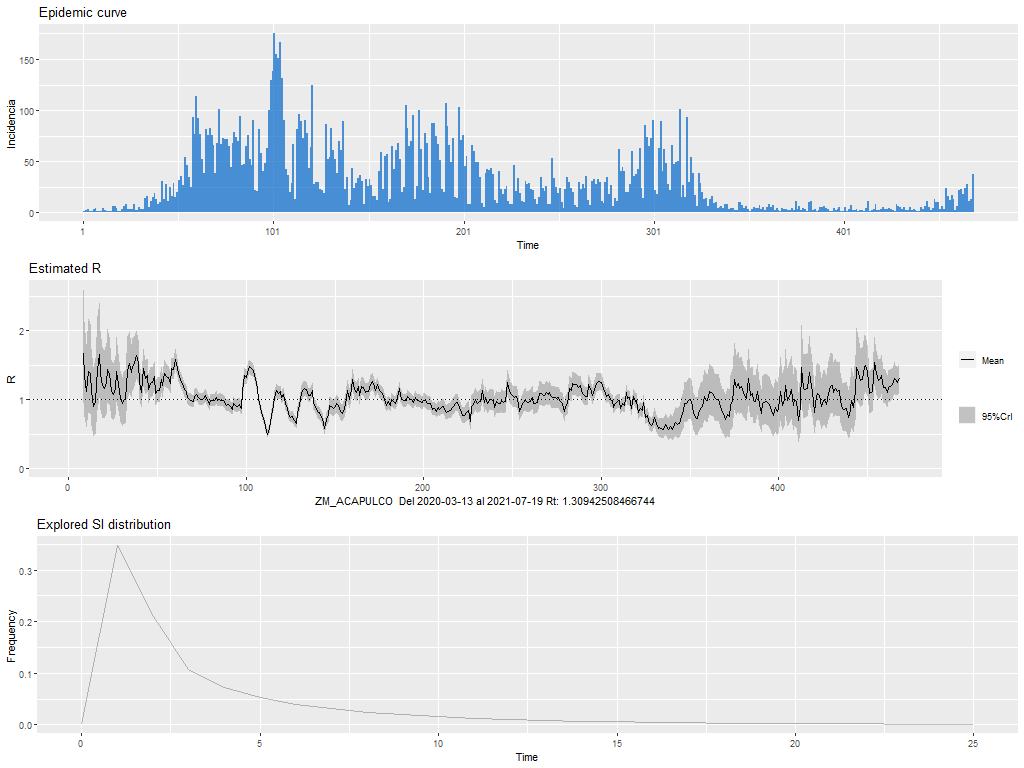 Epidemic curve
Incidencia
150
100
50
0
1
101
201
301
401
Time
Estimated R
R
2
1
0
0
100
200
300
400
Mean
95%CrI
ZM_ACAPULCO Del 2020-03-13 al 2021-07-19 Rt: 1.30942508466744
Explored SI distribution
Frequency
0.3
0.2
0.1
0.0
0
5
10
15
20
25
Time